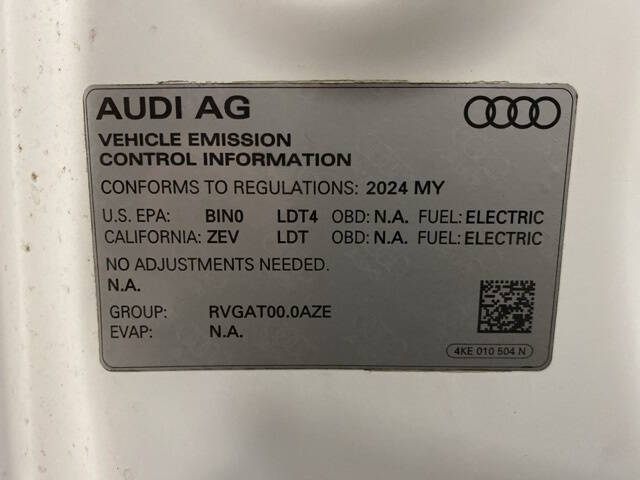 AUDI AG
VEHICLE EMISSION
CONTROL INFORMATION
CONFORMS TO REGULATIONS: 2024 MY
U.S. EPA: BIN0 LDT4 OBD: N.A. FUEL: ELECTRIC
CALIFORNIA: ZEV LDT OBD: N.A. FUEL: ELECTRIC
NO ADJUSTMENTS NEEDED.
N.A.
GROUP: RVGAT00.0AZE
EVAP: N.A.
4KE 010 504 N